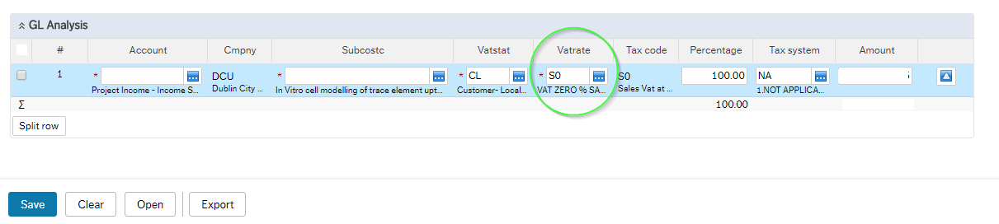 GL Analysis
# Account Cmpny Subcostc Vatstat Vatrate Tax code Percentage Tax system Amount
1 * DCU * * CL * S0 S0 100.00 NA
Project Income - Income S... Dublin City ... In Vitro cell modelling of trace element upt... Customer- Local... VAT ZERO % SA... Sales Vat at ... 1.NOT APPLICA...
Σ 100.00
Split row
Save Clear Open Export